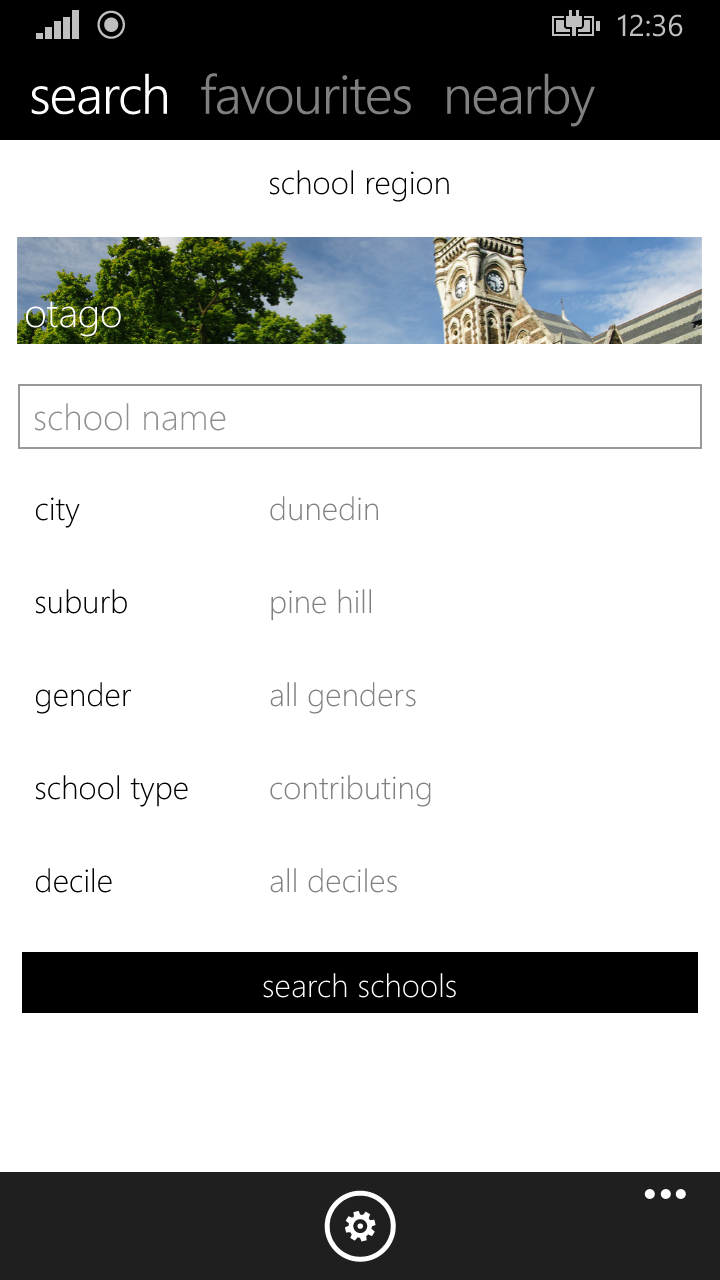 12:36
search favourites nearby
school region
otago
school name
city dunedin
suburb pine hill
gender all genders
school type contributing
decile all deciles
search schools